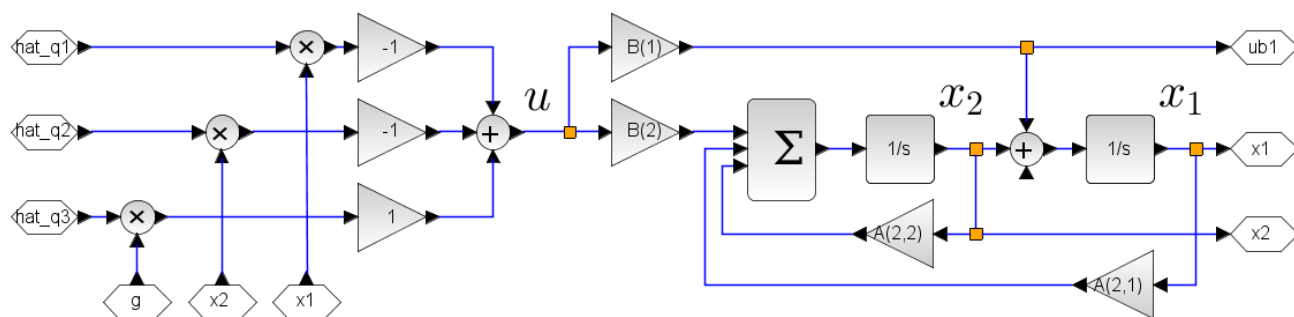 hat_q1
×
-1
B(1)
ub1
hat_q2
×
-1
+
u
B(2)
Σ
1/s
x₂
+
1/s
x₁
x1
hat_q3
×
1
A(2,2)
x2
A(2,1)
g
x2
x1